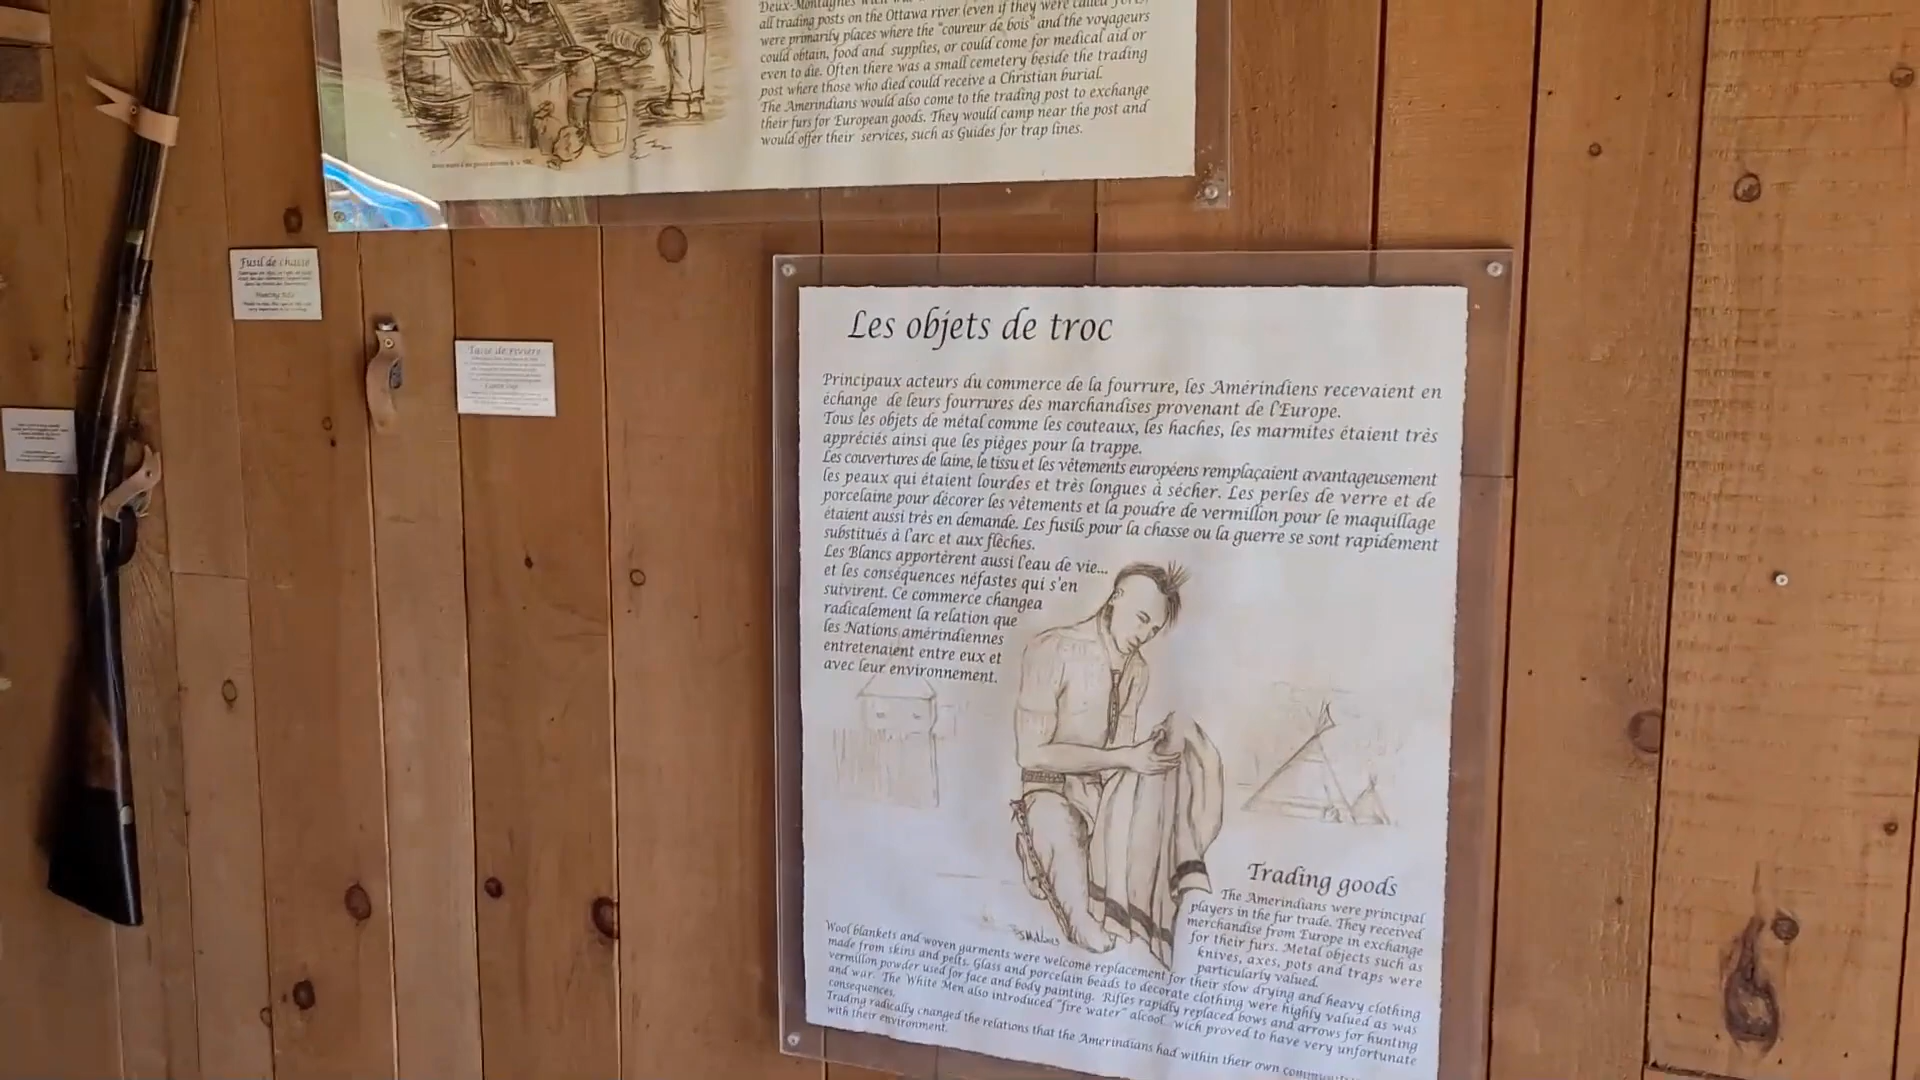 all trading posts on the Ottawa river (even if they were called
were primarily places where the "coureur de bois" and the voyageurs
could obtain, food and supplies, or could come for medical aid or
even to die. Often there was a small cemetery beside the trading
post where those who died could receive a Christian burial.
The Amerindians would also come to the trading post to exchange
their furs for European goods. They would camp near the post and
would offer their services, such as Guides for trap lines.
Fusil de chasse
Tasse de rivière
Les objets de troc
Principaux acteurs du commerce de la fourrure, les Amérindiens recevaient en
échange de leurs fourrures des marchandises provenant de l'Europe.
Tous les objets de métal comme les couteaux, les haches, les marmites étaient très
appréciés ainsi que les pièges pour la trappe.
Les couvertures de laine, le tissu et les vêtements européens remplaçaient avantageusement
les peaux qui étaient lourdes et très longues à sécher. Les perles de verre et de
porcelaine pour décorer les vêtements et la poudre de vermillon pour le maquillage
étaient aussi très en demande. Les fusils pour la chasse ou la guerre se sont rapidement
substitués à l'arc et aux flèches.
Les Blancs apportèrent aussi l'eau de vie...
et les conséquences néfastes qui s'en
suivirent. Ce commerce changea
radicalement la relation que
les Nations amérindiennes
entretenaient entre eux et
avec leur environnement.
Trading goods
The Amerindians were principal
players in the fur trade. They received
merchandise from Europe in exchange
for their furs. Metal objects such as
knives, axes, pots and traps were
particularly valued.
Wool blankets and woven garments were welcome replacement for their slow drying and heavy clothing
made from skins and pelts. Glass and porcelain beads to decorate clothing were highly valued as was
vermillon powder used for face and body painting. Rifles rapidly replaced bows and arrows for hunting
and war. The White Men also introduced "fire water" alcool, wich proved to have very unfortunate
consequences.
Trading radically changed the relations that the Amerindians had within their own
with their environment.